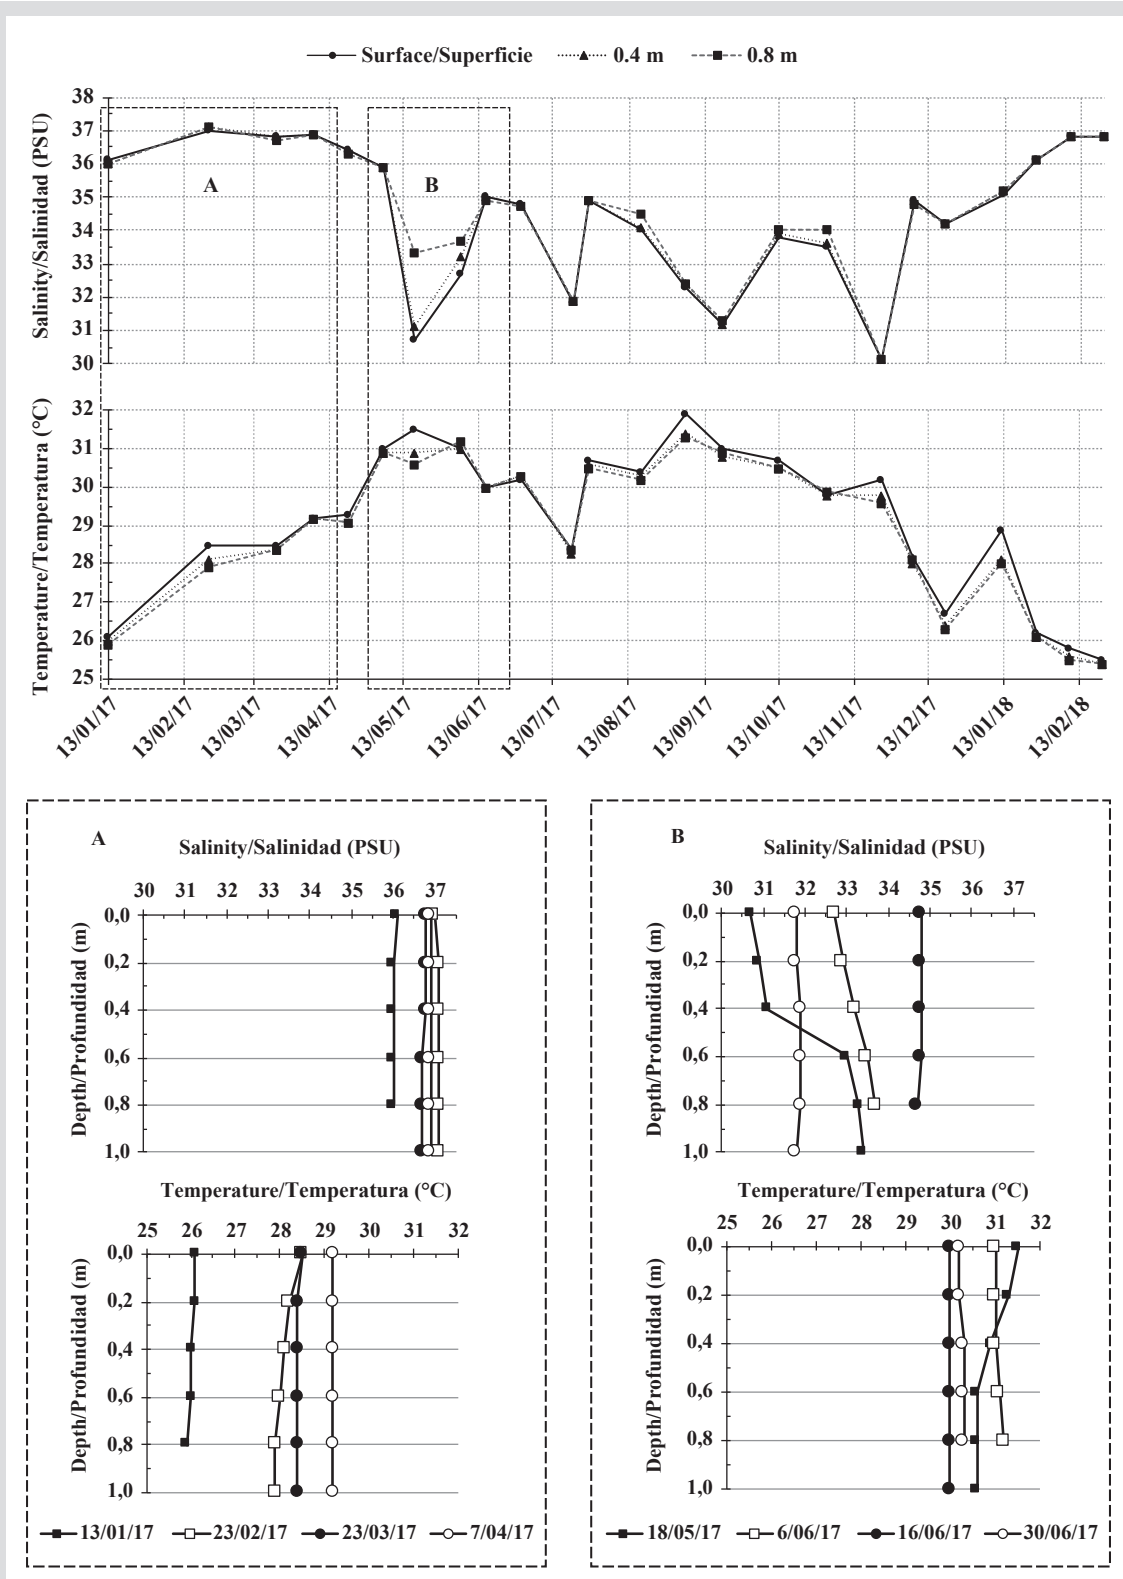 Surface/Superficie 0.4 m 0.8 m
Salinity/Salinidad (PSU)
38
37
36
35
34
33
32
31
30
A
B
Temperature/Temperatura (°C)
32
31
30
29
28
27
26
25
13/01/17 13/02/17 13/03/17 13/04/17 13/05/17 13/06/17 13/07/17 13/08/17 13/09/17 13/10/17 13/11/17 13/12/17 13/01/18 13/02/18
A
Salinity/Salinidad (PSU)
30 31 32 33 34 35 36 37
Depth/Profundidad (m)
0,0
0,2
0,4
0,6
0,8
1,0
Temperature/Temperatura (°C)
25 26 27 28 29 30 31 32
Depth/Profundidad (m)
0,0
0,2
0,4
0,6
0,8
1,0
13/01/17 23/02/17 23/03/17 7/04/17
B
Salinity/Salinidad (PSU)
30 31 32 33 34 35 36 37
Depth/Profundidad (m)
0,0
0,2
0,4
0,6
0,8
1,0
Temperature/Temperatura (°C)
25 26 27 28 29 30 31 32
Depth/Profundidad (m)
0,0
0,2
0,4
0,6
0,8
1,0
18/05/17 6/06/17 16/06/17 30/06/17